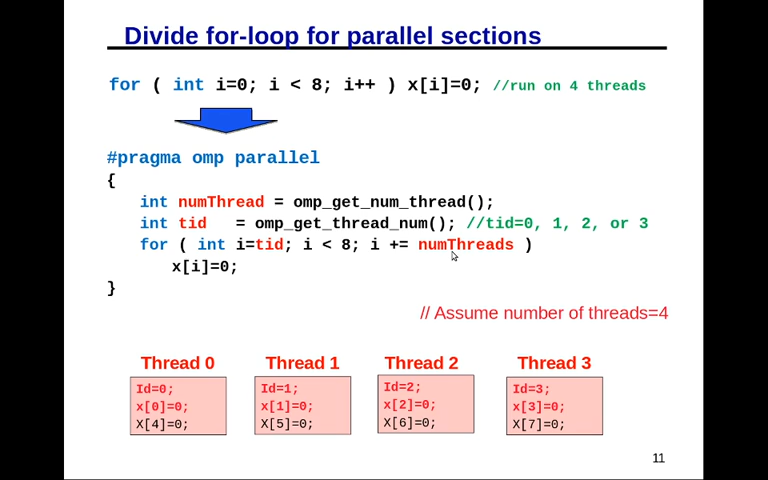 Divide for-loop for parallel sections
for ( int i=0; i < 8; i++ ) x[i]=0; //run on 4 threads
#pragma omp parallel
{
int numThread = omp_get_num_thread();
int tid = omp_get_thread_num(); //tid=0, 1, 2, or 3
for ( int i=tid; i < 8; i += numThreads )
x[i]=0;
}
// Assume number of threads=4
Thread 0
Id=0;
x[0]=0;
X[4]=0;
Thread 1
Id=1;
x[1]=0;
X[5]=0;
Thread 2
Id=2;
x[2]=0;
X[6]=0;
Thread 3
Id=3;
x[3]=0;
X[7]=0;
11